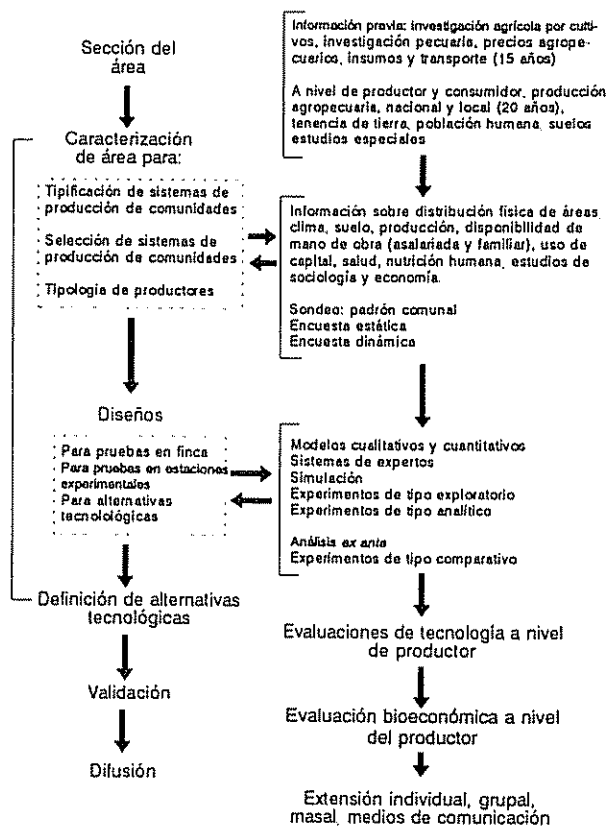 Sección del
área
Caracterización
de área para:
Tipificación de sistemas de
producción de comunidades
Selección de sistemas de
producción de comunidades
Tipología de productores
Diseños
Para pruebas en finca
Para pruebas en estaciones
experimentales
Para alternativas
tecnolológicas
Definición de alternativas
tecnológicas
Validación
Difusión
Información previa: investigación agrícola por culti-
vos, investigación pecuaria, precios agrope-
cuarios, insumos y transporte (15 años)
A nivel de productor y consumidor, producción
agropecuaria, nacional y local (20 años),
tenencia de tierra, población humana, suelos
estudios especiales
Información sobre distribución física de áreas,
clima, suelo, producción, disponibilidad de
mano de obra (asalariada y familiar), uso de
capital, salud, nutrición humana, estudios de
sociología y economía.
Sondeo: padrón comunal
Encuesta estática
Encuesta dinámica
Modelos cualitativos y cuantitativos
Sistemas de expertos
Simulación
Experimentos de tipo exploratorio
Experimentos de tipo analítico
Análisis ex ante
Experimentos de tipo comparativo
Evaluaciones de tecnología a nivel
de productor
Evaluación bioeconómica a nivel
del productor
Extensión individual, grupal,
masal, medios de comunicación